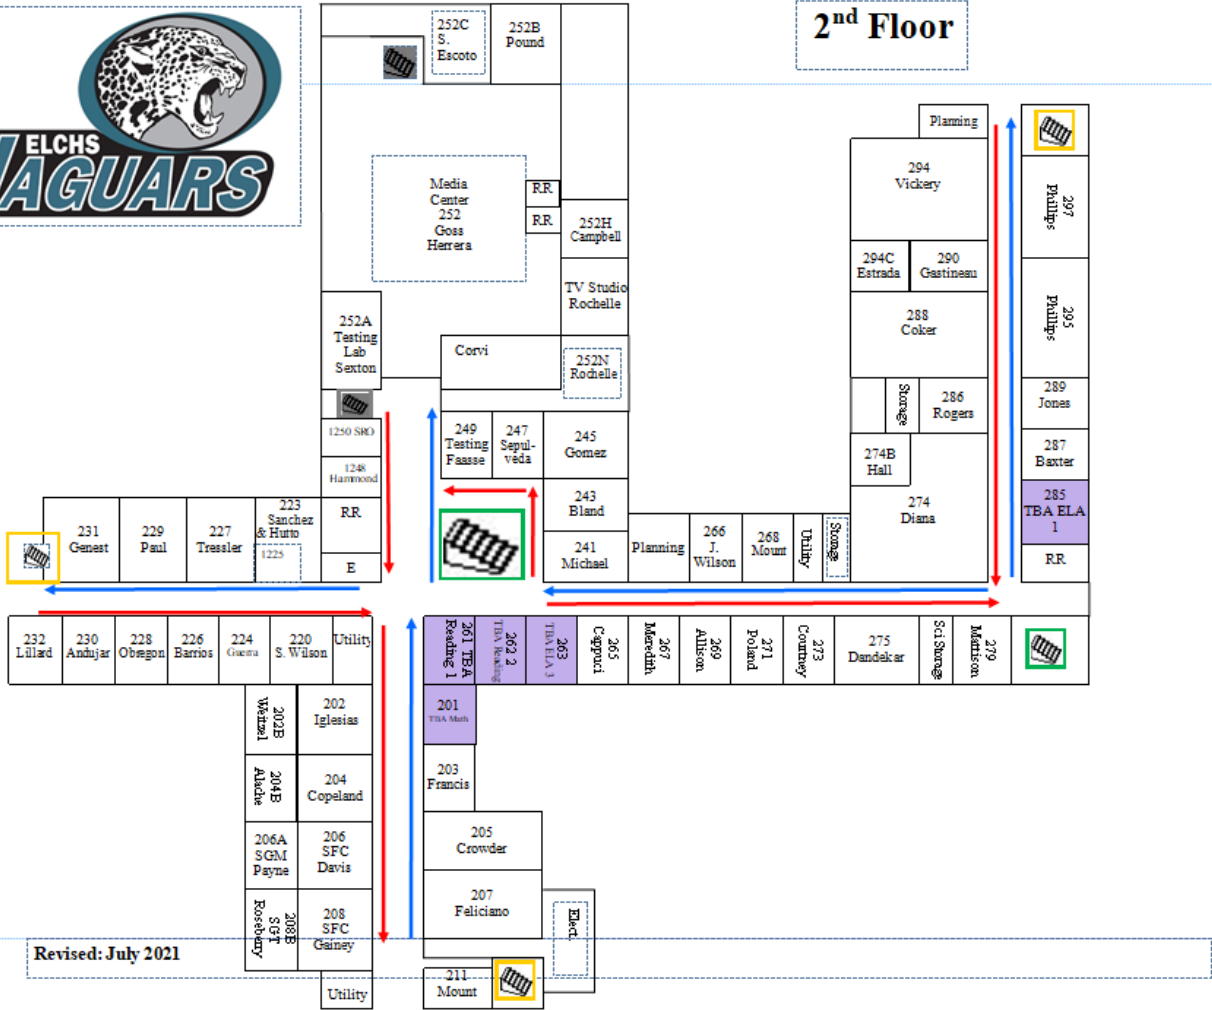 2nd Floor
ELCHS
JAGUARS
252C
S.
Escoto
252B
Pound
Planning
294
Vickery
297
Phillips
Media
Center
252
Goss
Herrera
RR
RR
252H
Campbell
294C
Estrada
290
Gastineau
TV Studio
Rochelle
295
Phillips
288
Coker
252A
Testing
Lab
Sexton
Corvi
252N
Rochelle
Storage
286
Rogers
289
Jones
1250 SRO
249
Testing
Faasse
247
Sepul-
veda
245
Gomez
274B
Hall
287
Baxter
1248
Hammond
243
Bland
274
Diana
285
TBA ELA
1
231
Genest
229
Paul
227
Tressler
223
Sanchez
& Hutto
1225
RR
E
241
Michael
Planning
266
J.
Wilson
268
Mount
Utility
Storage
RR
232
Lillard
230
Andujar
228
Obregon
226
Barrios
224
Guerra
220
S. Wilson
Utility
261 TBA
Reading 1
262 2
TBA Reading
263
TBA ELA 3
265
Cappuci
267
Meredith
269
Allison
271
Poland
273
Courtney
275
Dandekar
Sci Storage
279
Mattison
202B
Weitzel
202
Iglesias
201
TBA Math
204B
Alache
204
Copeland
203
Francis
206A
SGM
Payne
206
SFC
Davis
205
Crowder
208B
SGT
Roseberry
208
SFC
Gainey
207
Feliciano
Elect.
Revised: July 2021
Utility
211
Mount